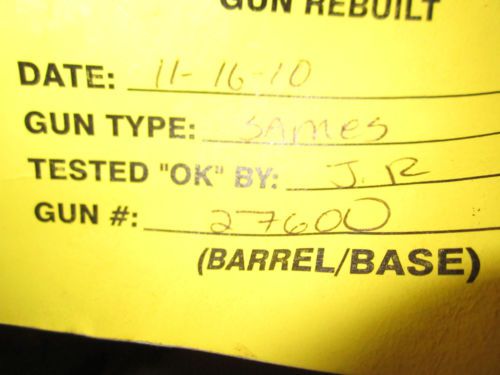 GUN REBUILT
DATE: 11-16-10
GUN TYPE: SAMES
TESTED "OK" BY: J.R
GUN #: 27600
(BARREL/BASE)